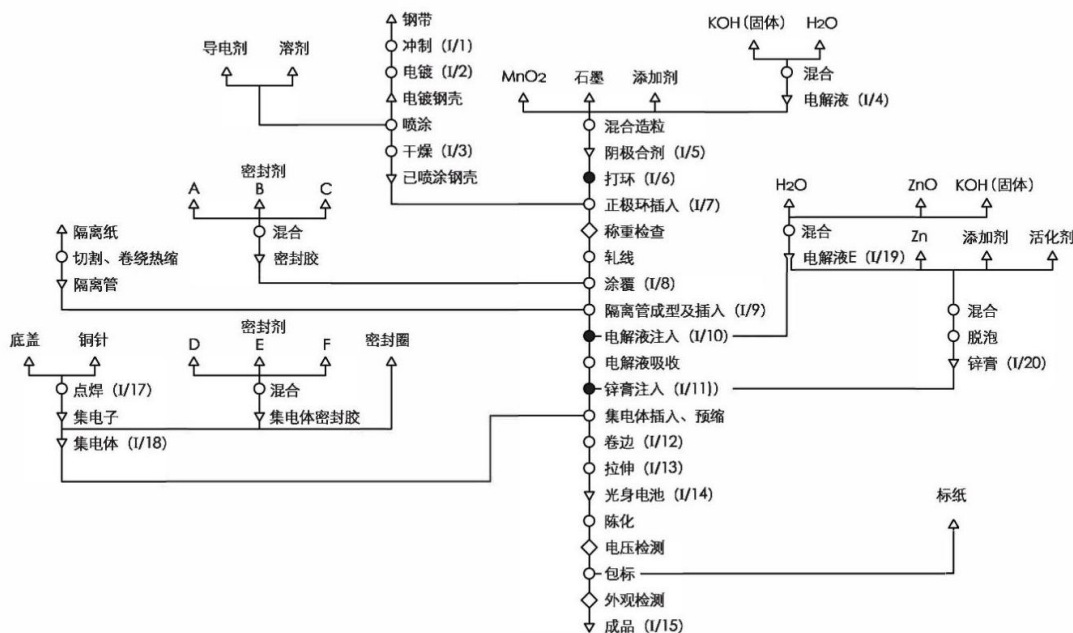 钢带
冲制 (I/1)
电镀 (I/2)
电镀钢壳
喷涂
干燥 (I/3)
已喷涂钢壳
导电剂
溶剂
KOH(固体)
H2O
混合
电解液 (I/4)
MnO2
石墨
添加剂
混合造粒
阴极合剂 (I/5)
打环 (I/6)
正极环插入 (I/7)
称重检查
轧线
涂覆 (I/8)
隔离管成型及插入 (I/9)
电解液注入 (I/10)
电解液吸收
锌膏注入 (I/11))
集电体插入、预缩
卷边 (I/12)
拉伸 (I/13)
光身电池 (I/14)
陈化
电压检测
包标
外观检测
成品 (I/15)
密封剂
A
B
C
混合
密封胶
隔离纸
切割、卷绕热缩
隔离管
底盖
铜针
点焊 (I/17)
集电子
集电体 (I/18)
密封剂
D
E
F
混合
集电体密封胶
密封圈
H2O
ZnO
KOH(固体)
混合
电解液E (I/19)
Zn
添加剂
活化剂
混合
脱泡
锌膏 (I/20)
标纸